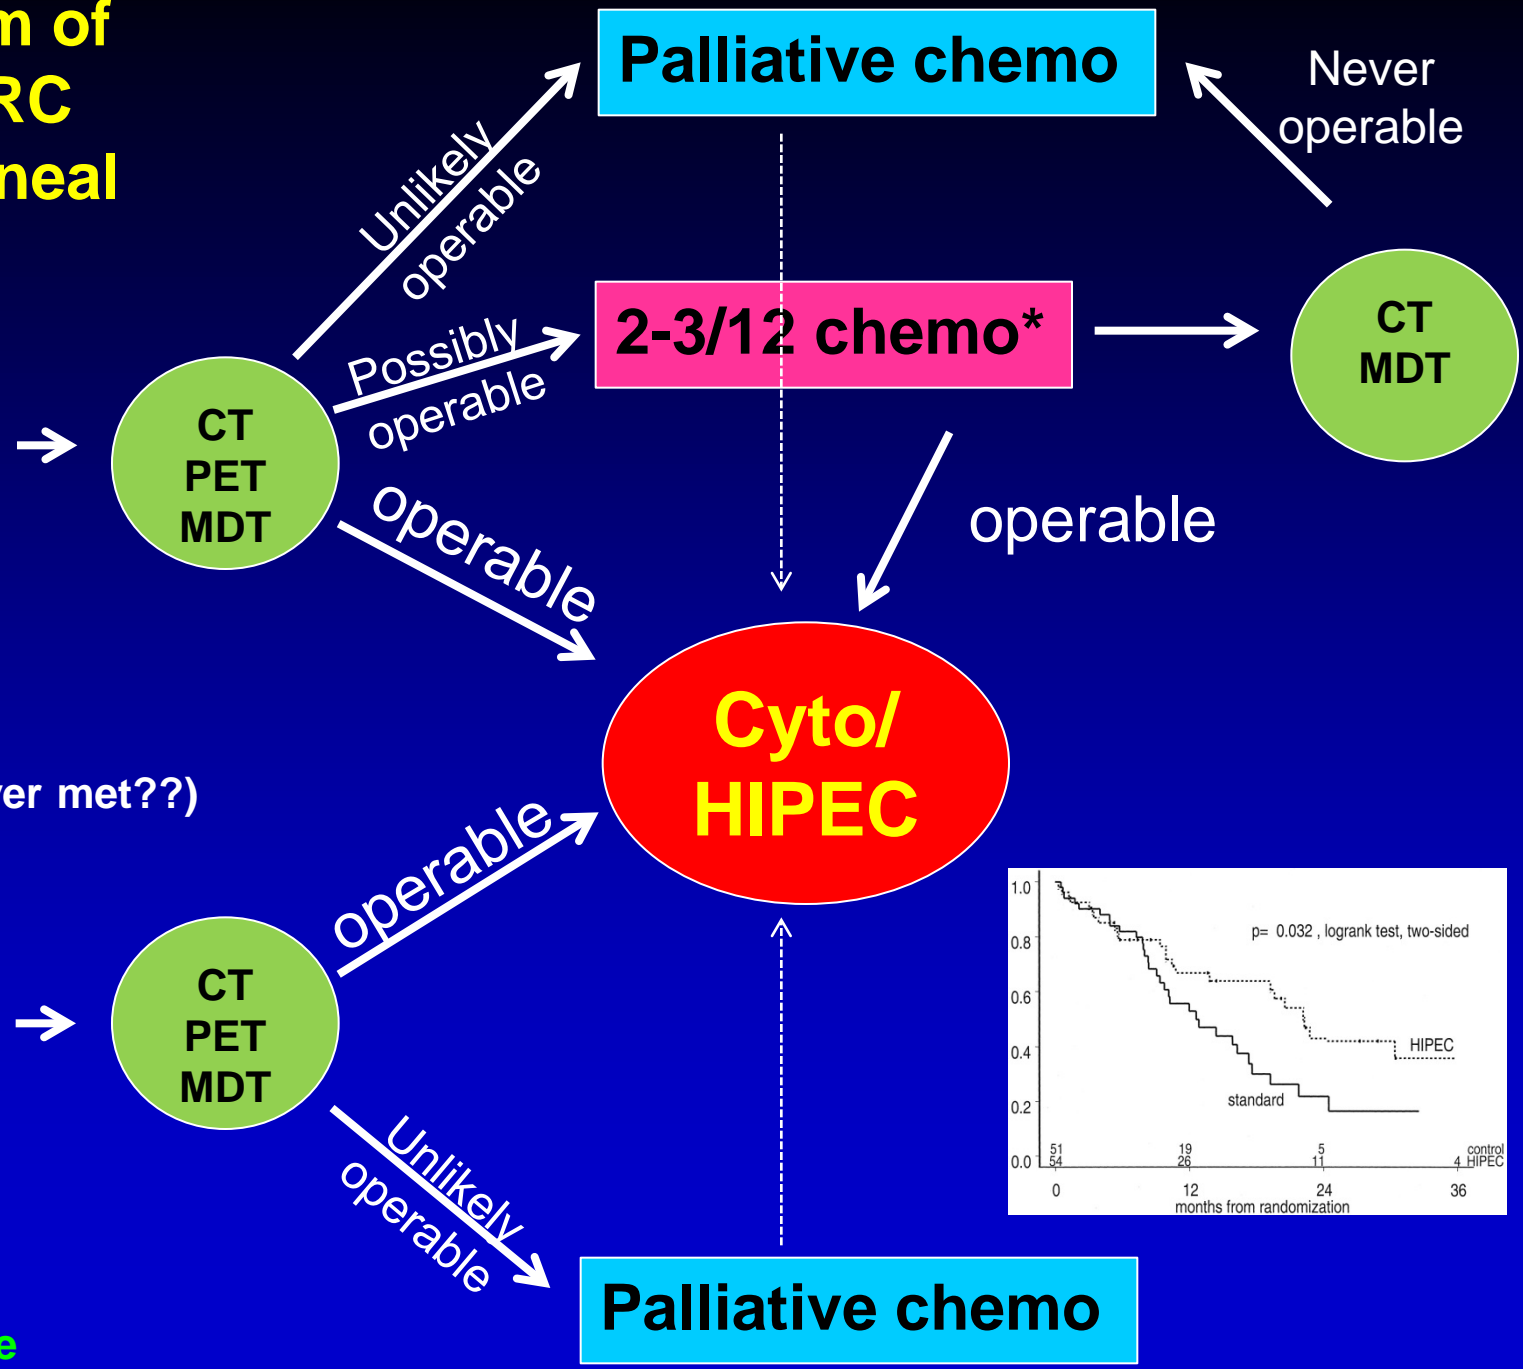 m of
RC
neal
Palliative chemo
Never
operable
Unlikely
operable
2-3/12 chemo*
CT
MDT
Possibly
operable
CT
PET
MDT
operable
operable
Cyto/
HIPEC
ver met??)
operable
CT
PET
MDT
Unlikely
operable
Palliative chemo
e
1.0
0.8
0.6
0.4
0.2
0.0
p= 0.032 , logrank test, two-sided
HIPEC
standard
51 19 5 control
54 26 11 4 HIPEC
0 12 24 36
months from randomization